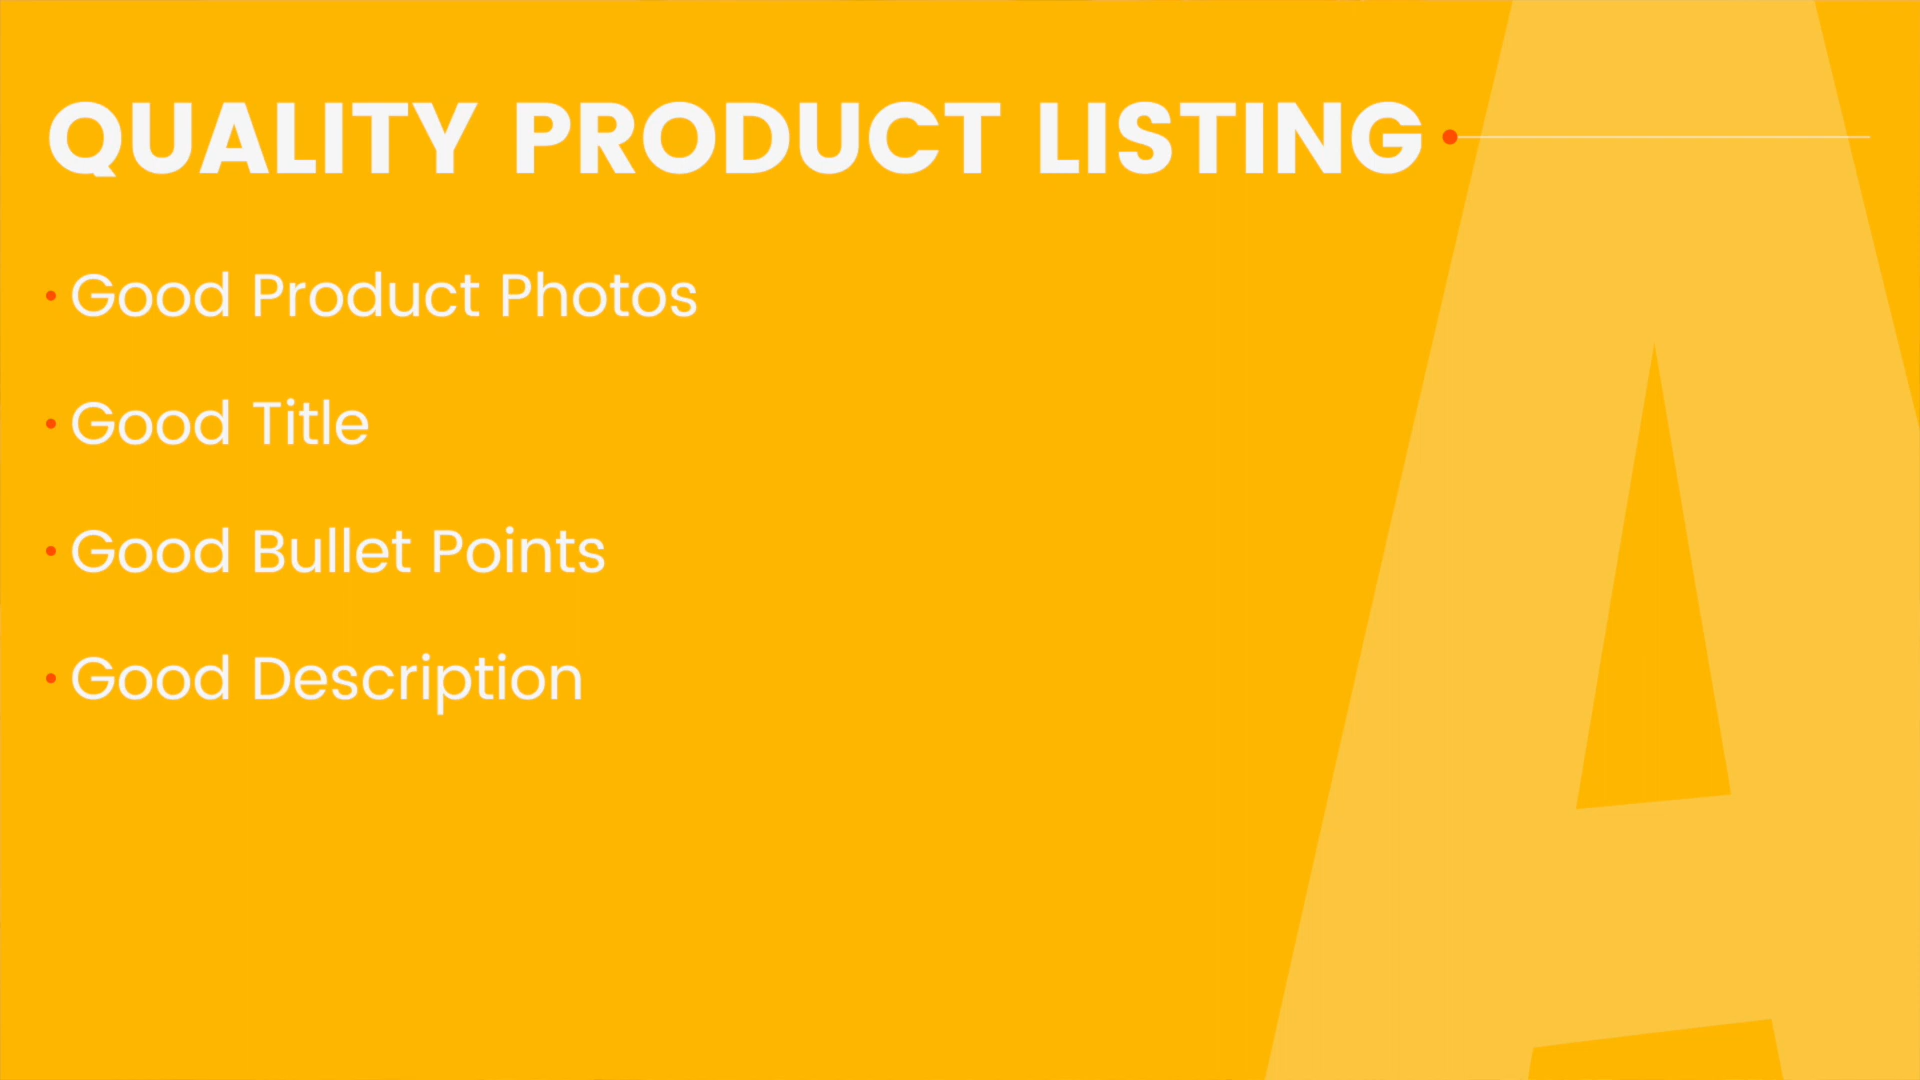 QUALITY PRODUCT LISTING
• Good Product Photos
• Good Title
• Good Bullet Points
• Good Description
A